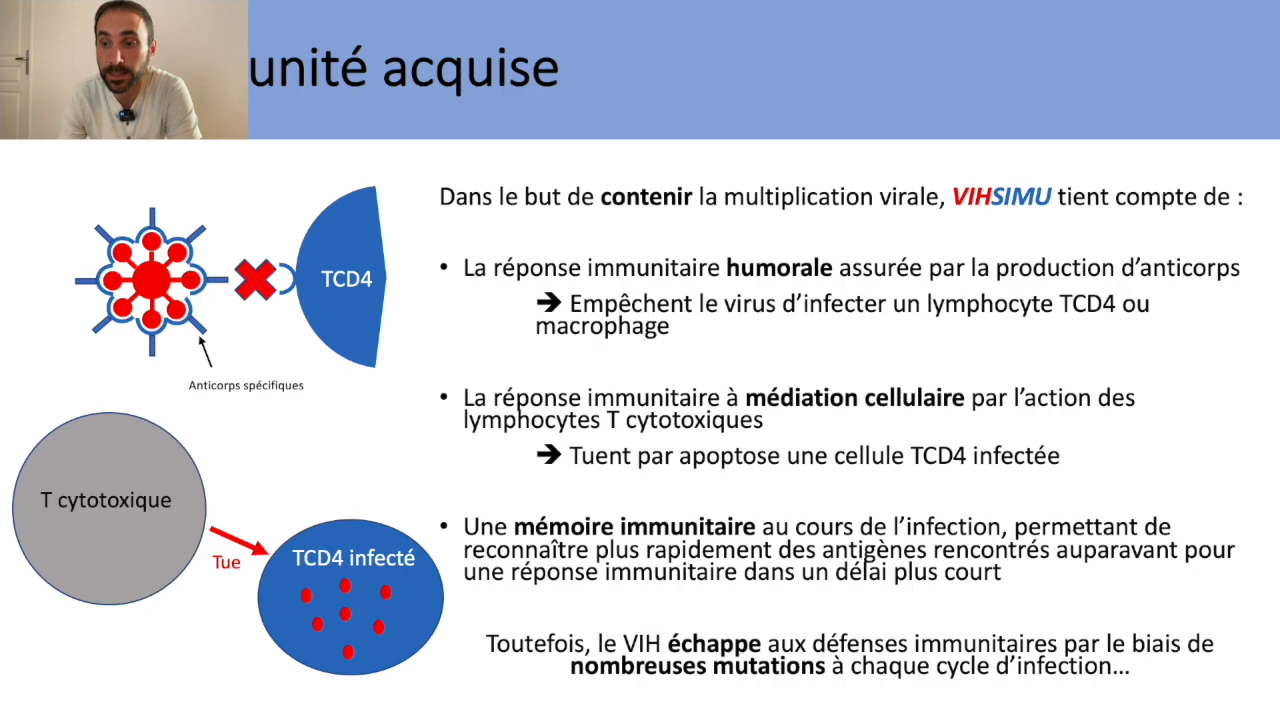 unité acquise
Dans le but de contenir la multiplication virale, VIHSIMU tient compte de :
• La réponse immunitaire humorale assurée par la production d’anticorps
➔ Empêchent le virus d’infecter un lymphocyte TCD4 ou
macrophage
• La réponse immunitaire à médiation cellulaire par l’action des
lymphocytes T cytotoxiques
➔ Tuent par apoptose une cellule TCD4 infectée
• Une mémoire immunitaire au cours de l’infection, permettant de
reconnaître plus rapidement des antigènes rencontrés auparavant pour
une réponse immunitaire dans un délai plus court
Toutefois, le VIH échappe aux défenses immunitaires par le biais de
nombreuses mutations à chaque cycle d’infection…
TCD4
Anticorps spécifiques
T cytotoxique
Tue
TCD4 infecté